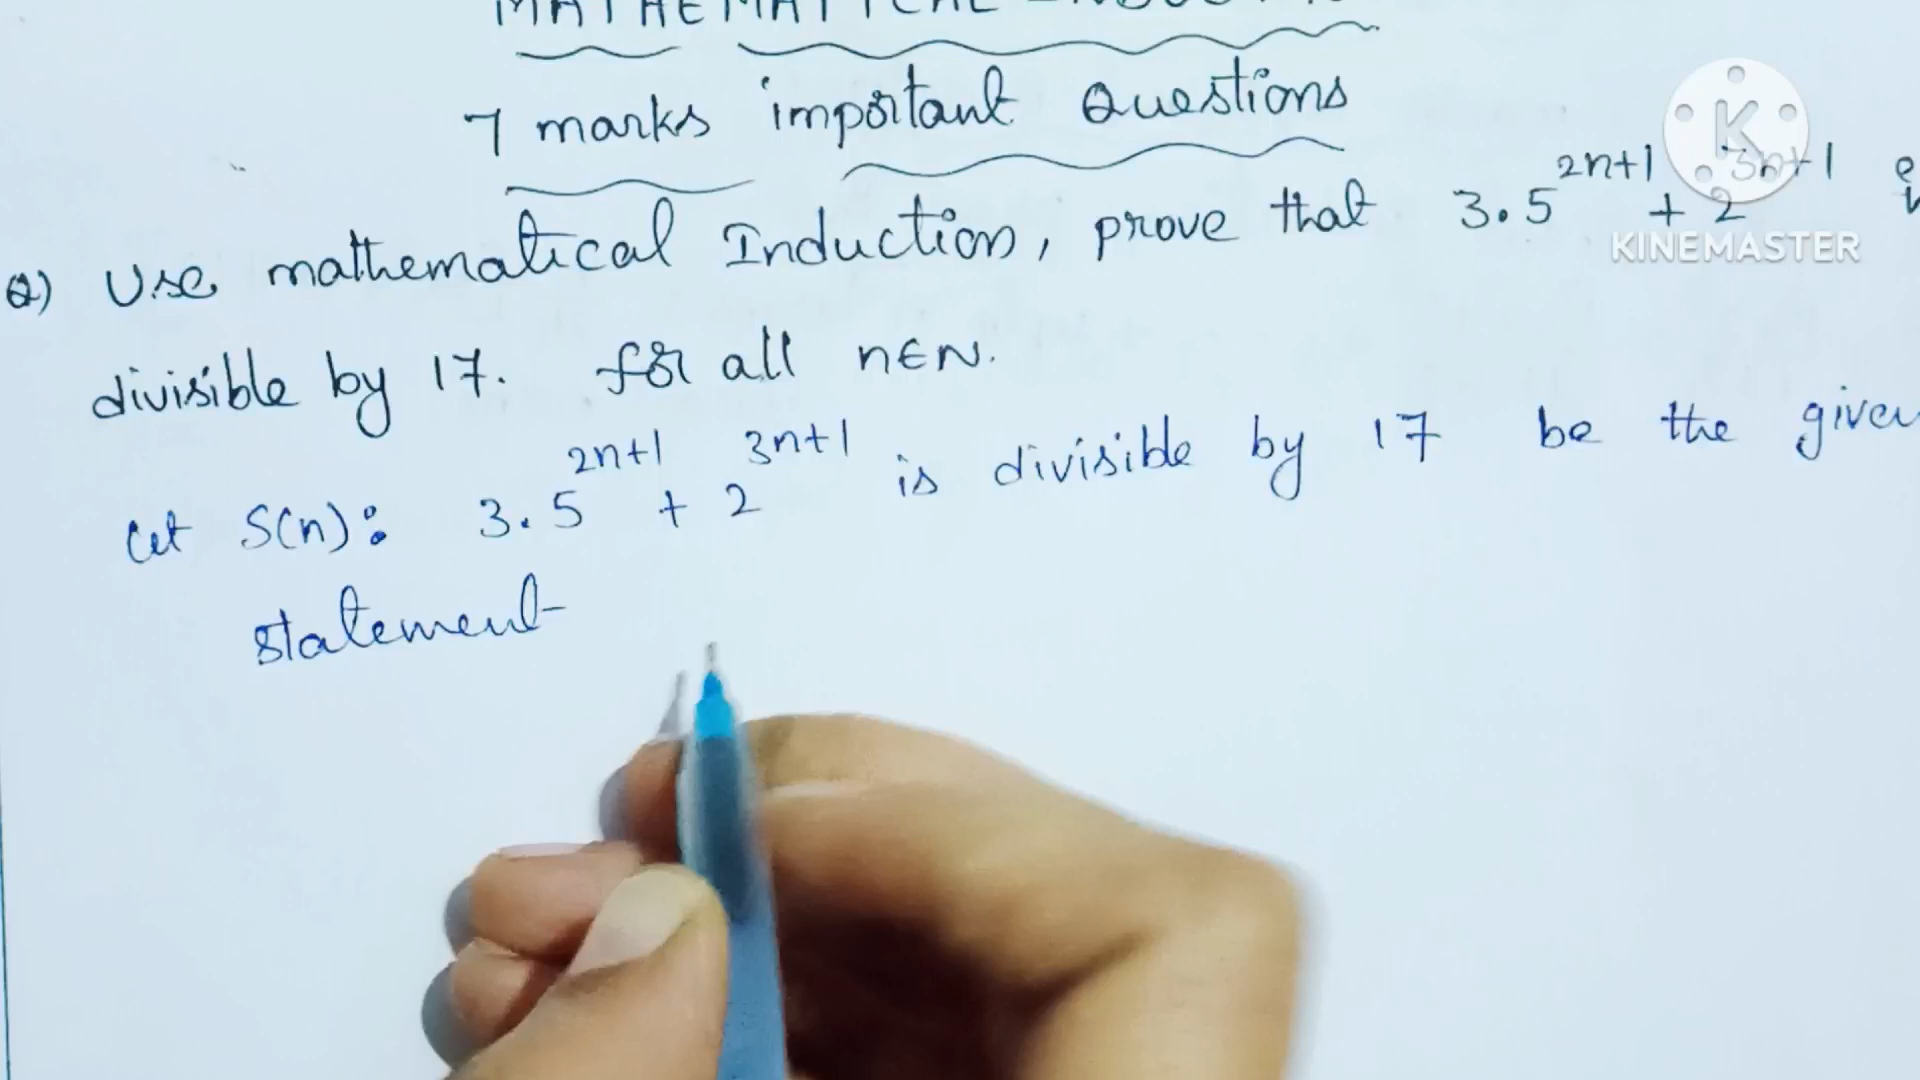 MATHEMATICAL INDUCTION
7 marks important Questions
Q) Use mathematical Induction, prove that 3.5^{2n+1} + 2^{3n+1}
divisible by 17. for all n∈N.
Let S(n): 3.5^{2n+1} + 2^{3n+1} is divisible by 17 be the given
statement
K
KINEMASTER